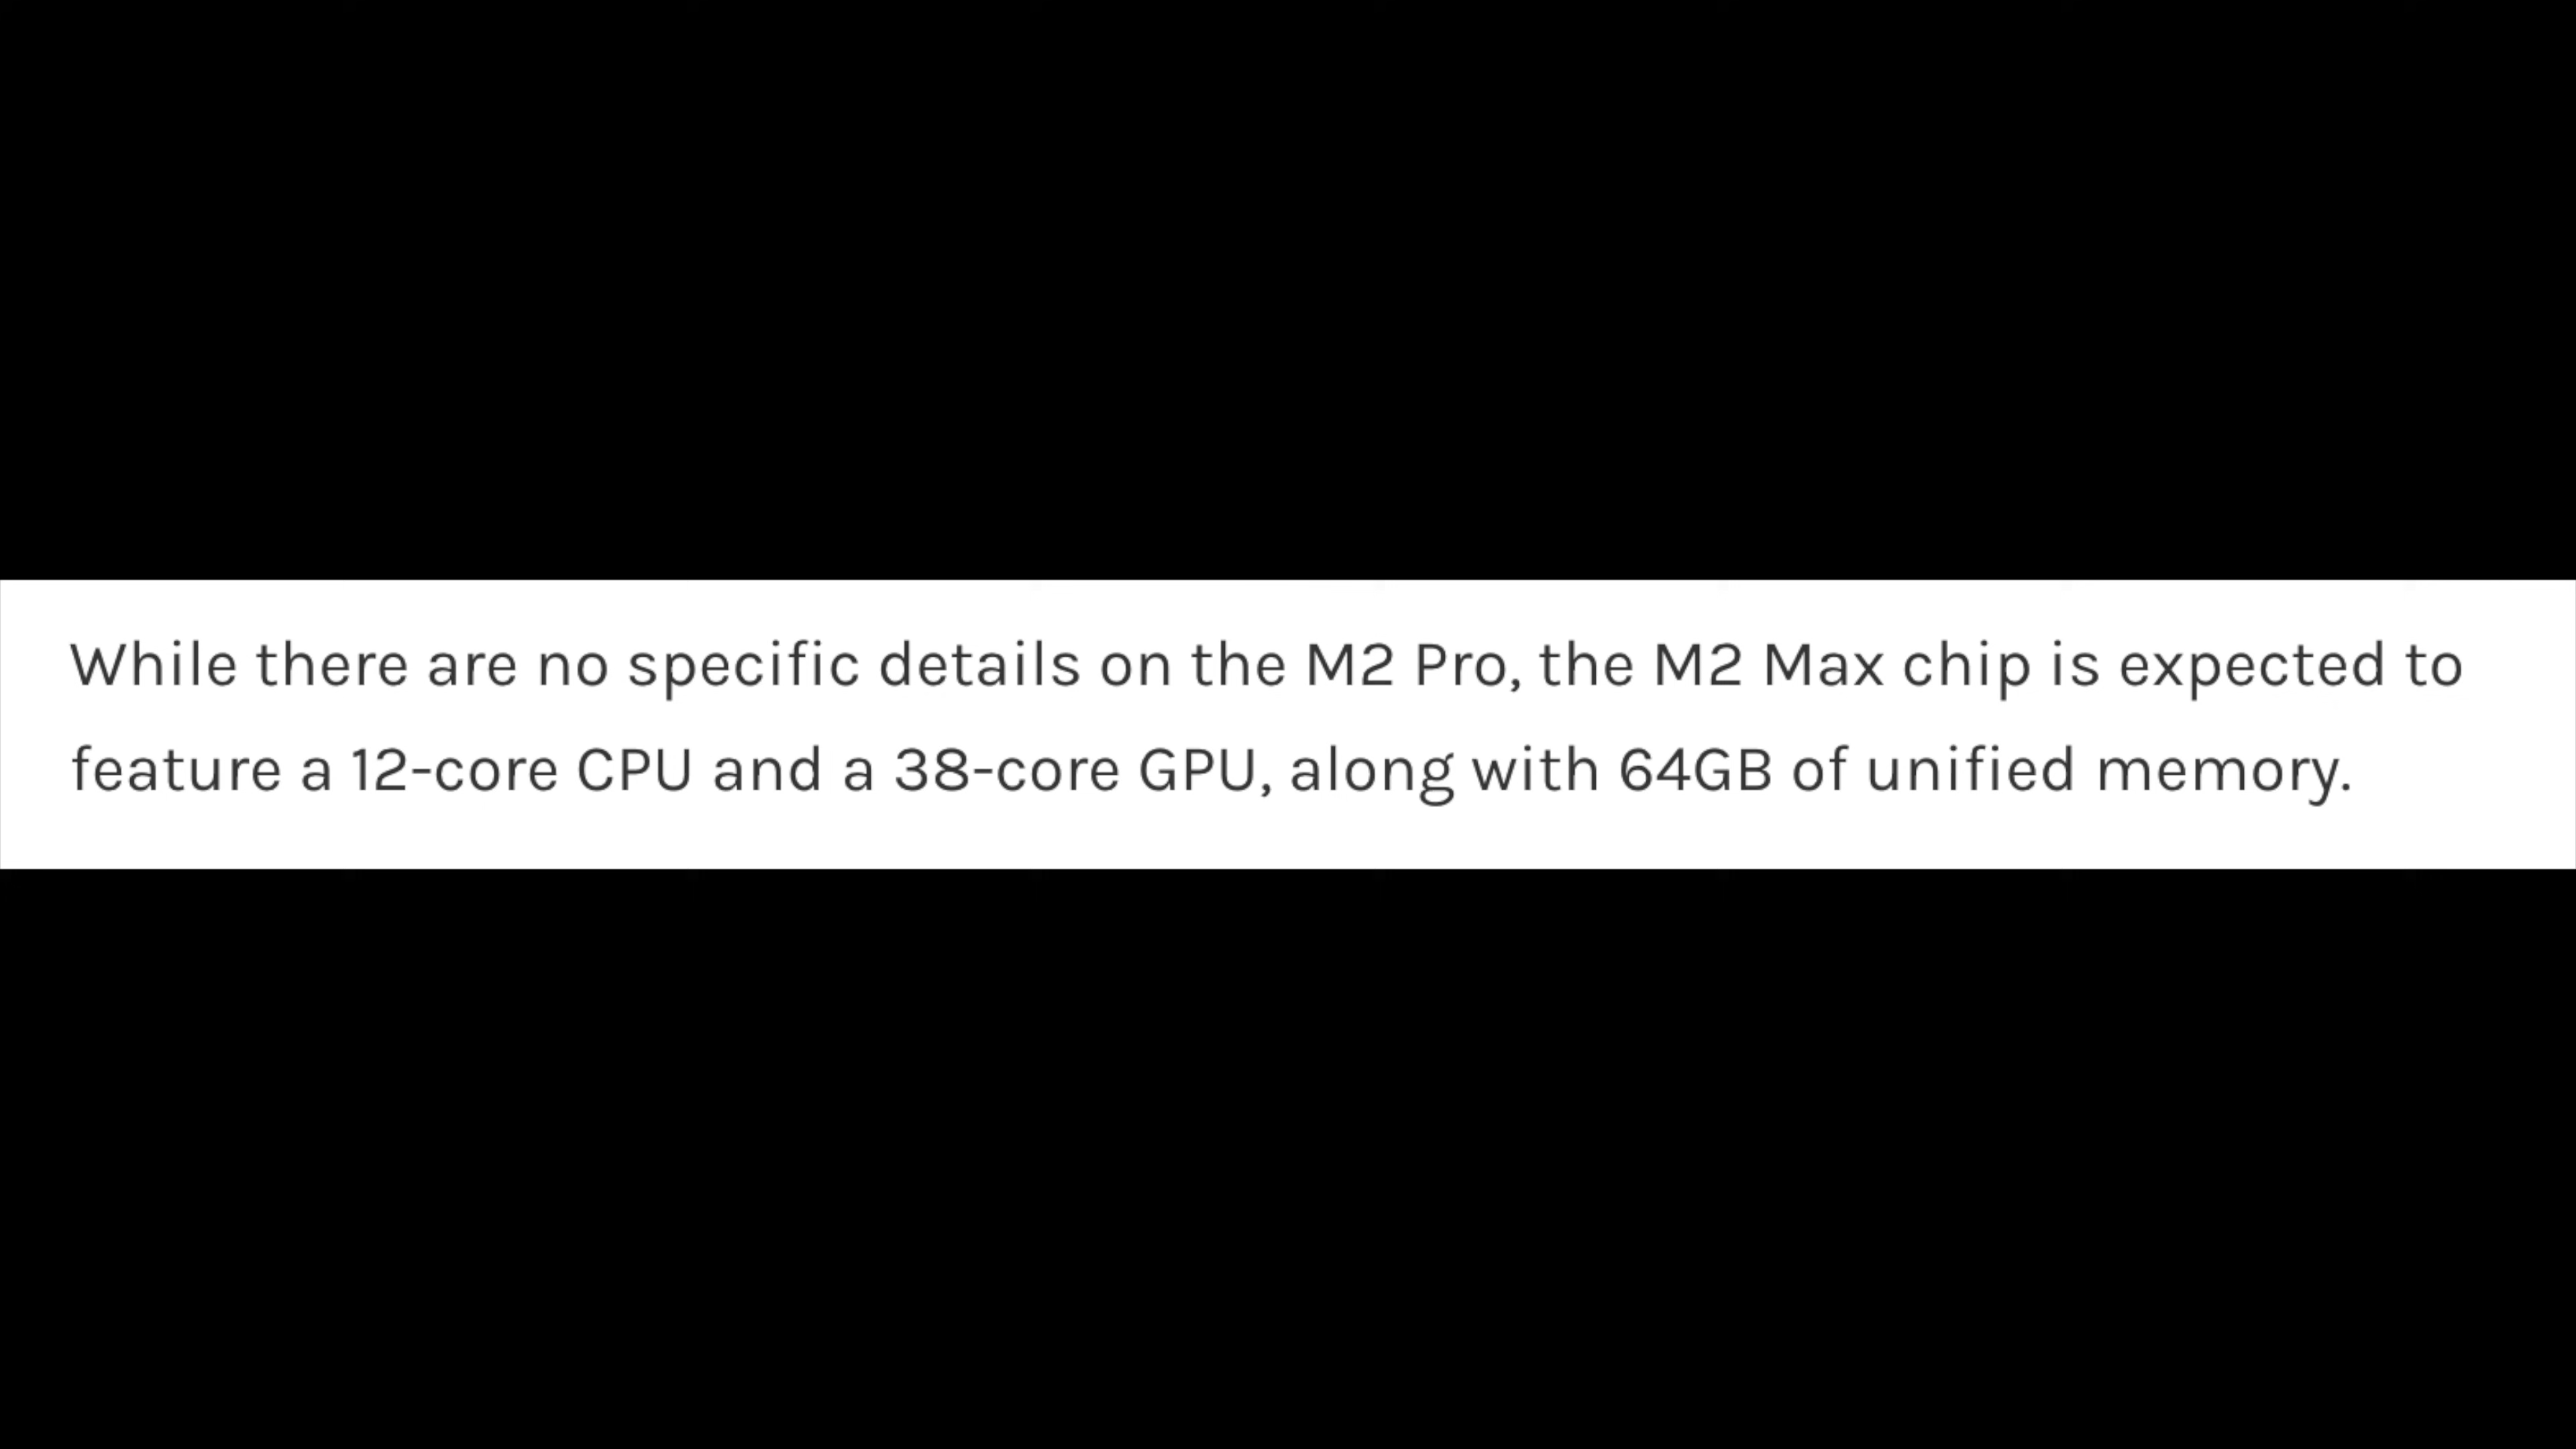 While there are no specific details on the M2 Pro, the M2 Max chip is expected to
feature a 12-core CPU and a 38-core GPU, along with 64GB of unified memory.